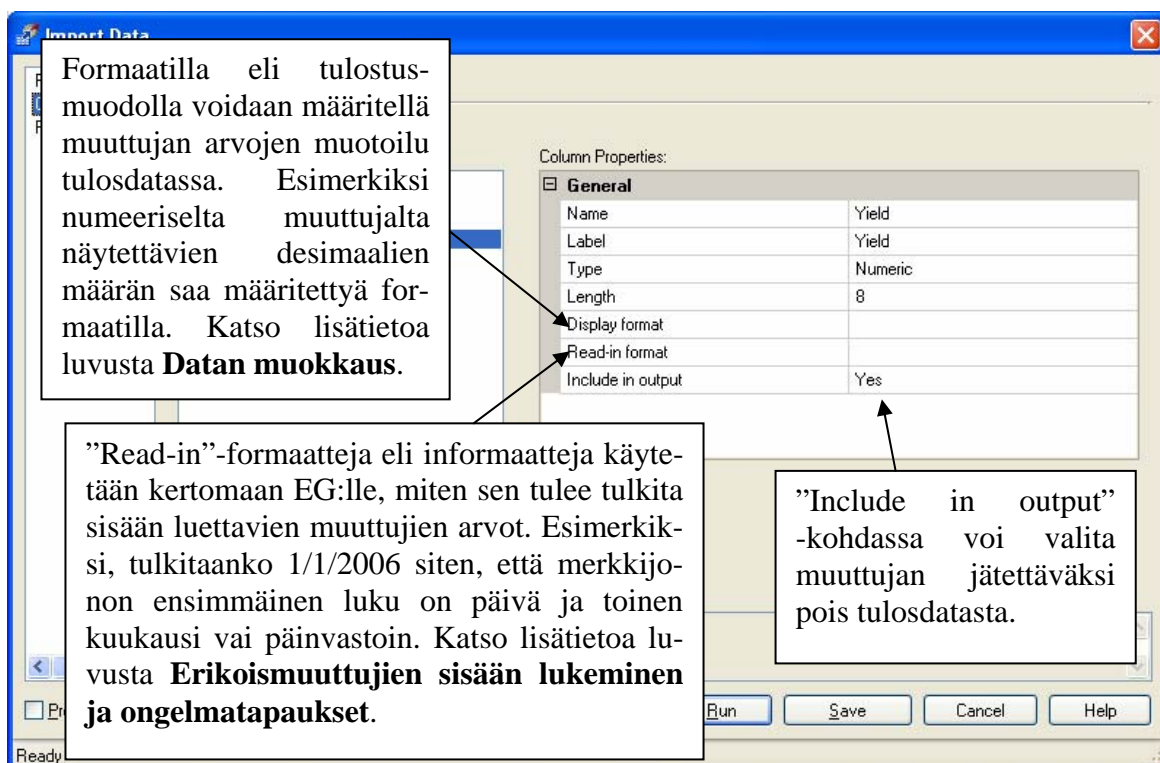 Import Data
Formaatilla eli tulostus-
muodolla voidaan määritellä
muuttujan arvojen muotoilu
tulosdatassa. Esimerkiksi
numeeriselta muuttujalta
näytettävien desimaalien
määrän saa määritettyä for-
maatilla. Katso lisätietoa
luvusta Datan muokkaus.
Column Properties:
General
Name Yield
Label Yield
Type Numeric
Length 8
Display format
Read-in format
Include in output Yes
”Read-in”-formaatteja eli informaatteja käyte-
tään kertomaan EG:lle, miten sen tulee tulkita
sisään luettavien muuttujien arvot. Esimerkik-
si, tulkitaanko 1/1/2006 siten, että merkkijo-
non ensimmäinen luku on päivä ja toinen
kuukausi vai päinvastoin. Katso lisätietoa lu-
vusta Erikoismuuttujien sisään lukeminen
ja ongelmatapaukset.
”Include in output”
-kohdassa voi valita
muuttujan jätettäväksi
pois tulosdatasta.
Run Save Cancel Help
Ready